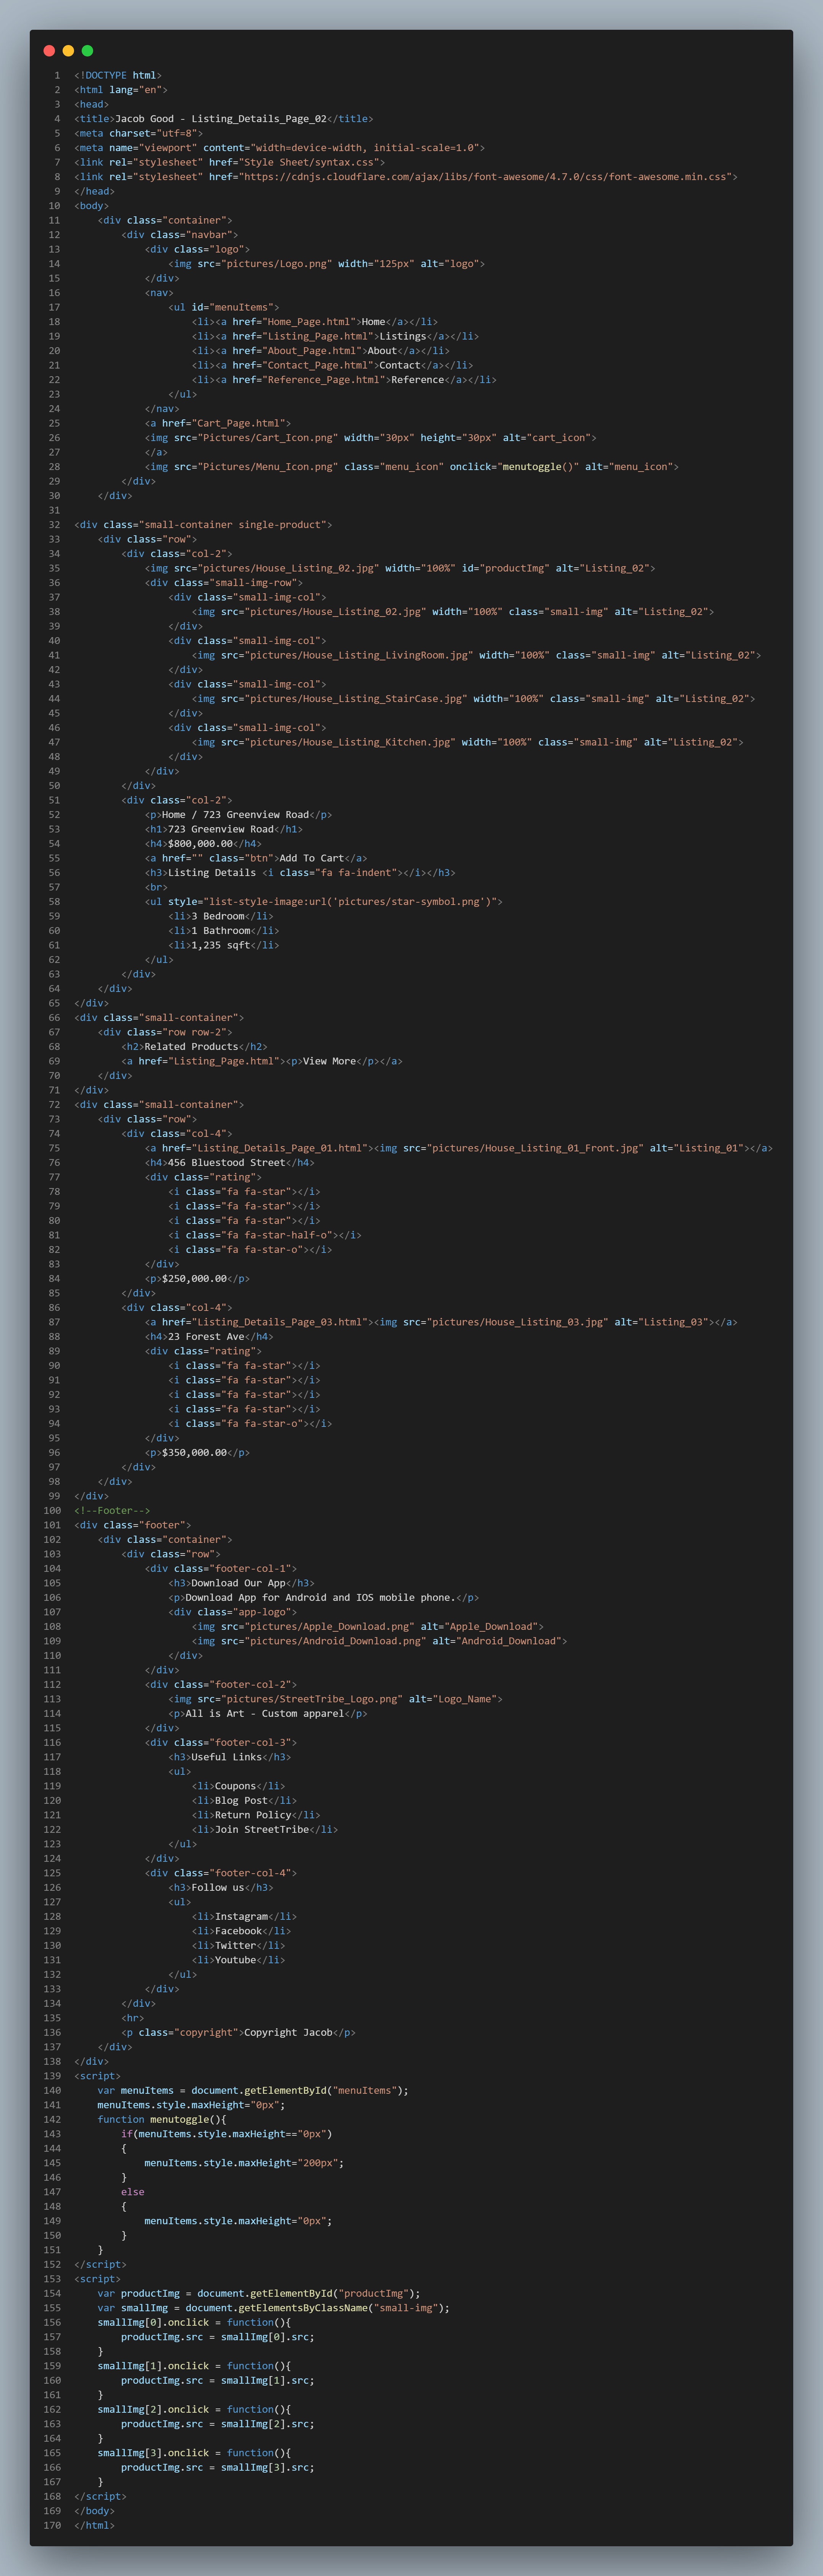 1 <!DOCTYPE html>
2 <html lang="en">
3 <head>
4 <title>Jacob Good - Listing_Details_Page_02</title>
5 <meta charset="utf=8">
6 <meta name="viewport" content="width=device-width, initial-scale=1.0">
7 <link rel="stylesheet" href="Style Sheet/syntax.css">
8 <link rel="stylesheet" href="https://cdnjs.cloudflare.com/ajax/libs/font-awesome/4.7.0/css/font-awesome.min.css">
9 </head>
10 <body>
11     <div class="container">
12         <div class="navbar">
13             <div class="logo">
14                 <img src="pictures/Logo.png" width="125px" alt="logo">
15             </div>
16             <nav>
17                 <ul id="menuItems">
18                     <li><a href="Home_Page.html">Home</a></li>
19                     <li><a href="Listing_Page.html">Listings</a></li>
20                     <li><a href="About_Page.html">About</a></li>
21                     <li><a href="Contact_Page.html">Contact</a></li>
22                     <li><a href="Reference_Page.html">Reference</a></li>
23                 </ul>
24             </nav>
25             <a href="Cart_Page.html">
26             <img src="Pictures/Cart_Icon.png" width="30px" height="30px" alt="cart_icon">
27             </a>
28             <img src="Pictures/Menu_Icon.png" class="menu_icon" onclick="menutoggle()" alt="menu_icon">
29         </div>
30     </div>
31
32 <div class="small-container single-product">
33     <div class="row">
34         <div class="col-2">
35             <img src="pictures/House_Listing_02.jpg" width="100%" id="productImg" alt="Listing_02">
36             <div class="small-img-row">
37                 <div class="small-img-col">
38                     <img src="pictures/House_Listing_02.jpg" width="100%" class="small-img" alt="Listing_02">
39                 </div>
40                 <div class="small-img-col">
41                     <img src="pictures/House_Listing_LivingRoom.jpg" width="100%" class="small-img" alt="Listing_02">
42                 </div>
43                 <div class="small-img-col">
44                     <img src="pictures/House_Listing_StairCase.jpg" width="100%" class="small-img" alt="Listing_02">
45                 </div>
46                 <div class="small-img-col">
47                     <img src="pictures/House_Listing_Kitchen.jpg" width="100%" class="small-img" alt="Listing_02">
48                 </div>
49             </div>
50         </div>
51         <div class="col-2">
52             <p>Home / 723 Greenview Road</p>
53             <h1>723 Greenview Road</h1>
54             <h4>$800,000.00</h4>
55             <a href="" class="btn">Add To Cart</a>
56             <h3>Listing Details <i class="fa fa-indent"></i></h3>
57             <br>
58             <ul style="list-style-image:url('pictures/star-symbol.png')">
59                 <li>3 Bedroom</li>
60                 <li>1 Bathroom</li>
61                 <li>1,235 sqft</li>
62             </ul>
63         </div>
64     </div>
65 </div>
66 <div class="small-container">
67     <div class="row row-2">
68         <h2>Related Products</h2>
69         <a href="Listing_Page.html"><p>View More</p></a>
70     </div>
71 </div>
72 <div class="small-container">
73     <div class="row">
74         <div class="col-4">
75             <a href="Listing_Details_Page_01.html"><img src="pictures/House_Listing_01_Front.jpg" alt="Listing_01"></a>
76             <h4>456 Bluestood Street</h4>
77             <div class="rating">
78                 <i class="fa fa-star"></i>
79                 <i class="fa fa-star"></i>
80                 <i class="fa fa-star"></i>
81                 <i class="fa fa-star-half-o"></i>
82                 <i class="fa fa-star-o"></i>
83             </div>
84             <p>$250,000.00</p>
85         </div>
86         <div class="col-4">
87             <a href="Listing_Details_Page_03.html"><img src="pictures/House_Listing_03.jpg" alt="Listing_03"></a>
88             <h4>23 Forest Ave</h4>
89             <div class="rating">
90                 <i class="fa fa-star"></i>
91                 <i class="fa fa-star"></i>
92                 <i class="fa fa-star"></i>
93                 <i class="fa fa-star"></i>
94                 <i class="fa fa-star-o"></i>
95             </div>
96             <p>$350,000.00</p>
97         </div>
98     </div>
99 </div>
100 <!--Footer-->
101 <div class="footer">
102     <div class="container">
103         <div class="row">
104             <div class="footer-col-1">
105                 <h3>Download Our App</h3>
106                 <p>Download App for Android and IOS mobile phone.</p>
107                 <div class="app-logo">
108                     <img src="pictures/Apple_Download.png" alt="Apple_Download">
109                     <img src="pictures/Android_Download.png" alt="Android_Download">
110                 </div>
111             </div>
112             <div class="footer-col-2">
113                 <img src="pictures/StreetTribe_Logo.png" alt="Logo_Name">
114                 <p>All is Art - Custom apparel</p>
115             </div>
116             <div class="footer-col-3">
117                 <h3>Useful Links</h3>
118                 <ul>
119                     <li>Coupons</li>
120                     <li>Blog Post</li>
121                     <li>Return Policy</li>
122                     <li>Join StreetTribe</li>
123                 </ul>
124             </div>
125             <div class="footer-col-4">
126                 <h3>Follow us</h3>
127                 <ul>
128                     <li>Instagram</li>
129                     <li>Facebook</li>
130                     <li>Twitter</li>
131                     <li>Youtube</li>
132                 </ul>
133             </div>
134         </div>
135         <hr>
136         <p class="copyright">Copyright Jacob</p>
137     </div>
138 </div>
139 <script>
140     var menuItems = document.getElementById("menuItems");
141     menuItems.style.maxHeight="0px";
142     function menutoggle(){
143         if(menuItems.style.maxHeight=="0px")
144         {
145             menuItems.style.maxHeight="200px";
146         }
147         else
148         {
149             menuItems.style.maxHeight="0px";
150         }
151     }
152 </script>
153 <script>
154     var productImg = document.getElementById("productImg");
155     var smallImg = document.getElementsByClassName("small-img");
156     smallImg[0].onclick = function(){
157         productImg.src = smallImg[0].src;
158     }
159     smallImg[1].onclick = function(){
160         productImg.src = smallImg[1].src;
161     }
162     smallImg[2].onclick = function(){
163         productImg.src = smallImg[2].src;
164     }
165     smallImg[3].onclick = function(){
166         productImg.src = smallImg[3].src;
167     }
168 </script>
169 </body>
170 </html>